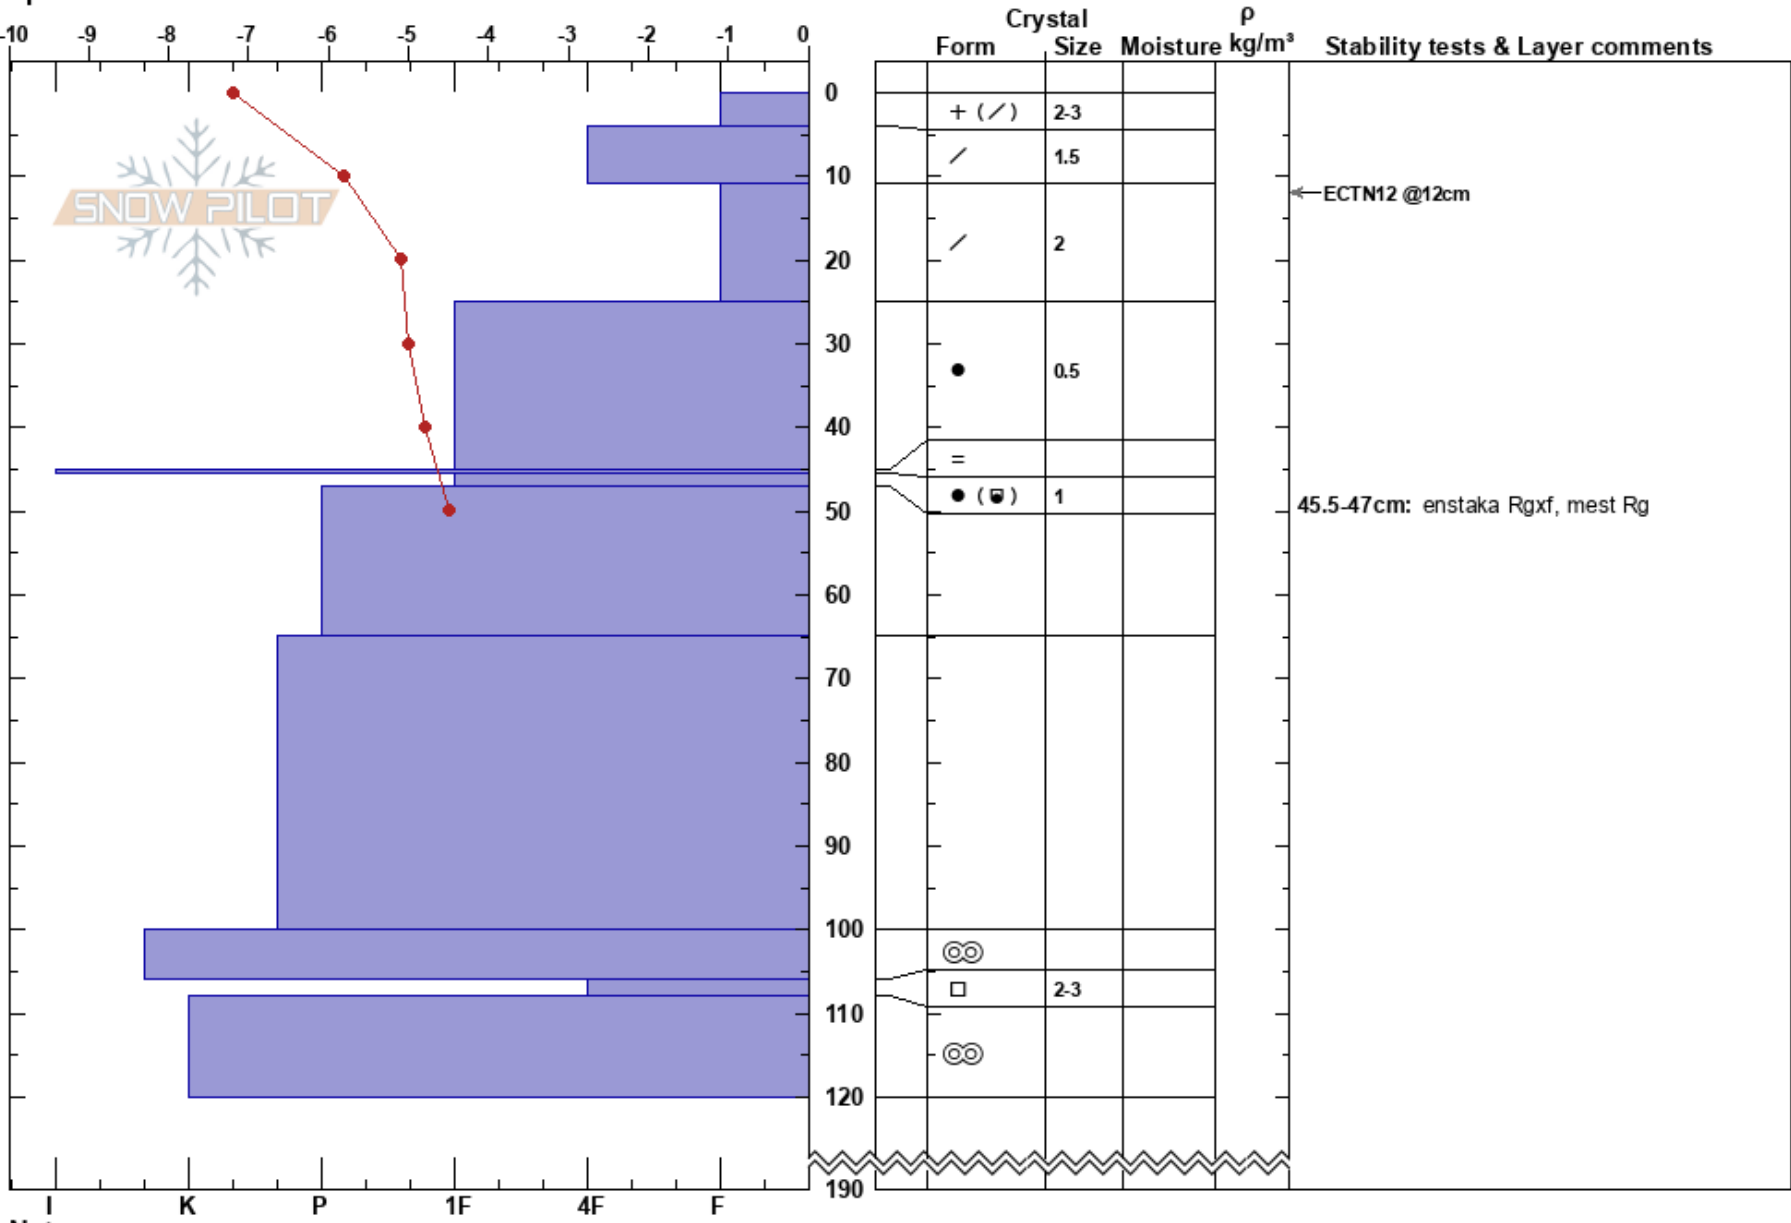 Crystal ρ
-10 -9 -8 -7 -6 -5 -4 -3 -2 -1 0 Form Size Moisture kg/m³ Stability tests & Layer comments
0
+ (/) 2-3
/ 1.5
10
ECTN12 @12cm
SNOW PILOT
/ 2
20
30
● 0.5
40
=
● ( ) 1
45.5-47cm: enstaka Rgxf, mest Rg
50
60
70
80
90
100
□ 2-3
110
120
190
I K P 1F 4F F